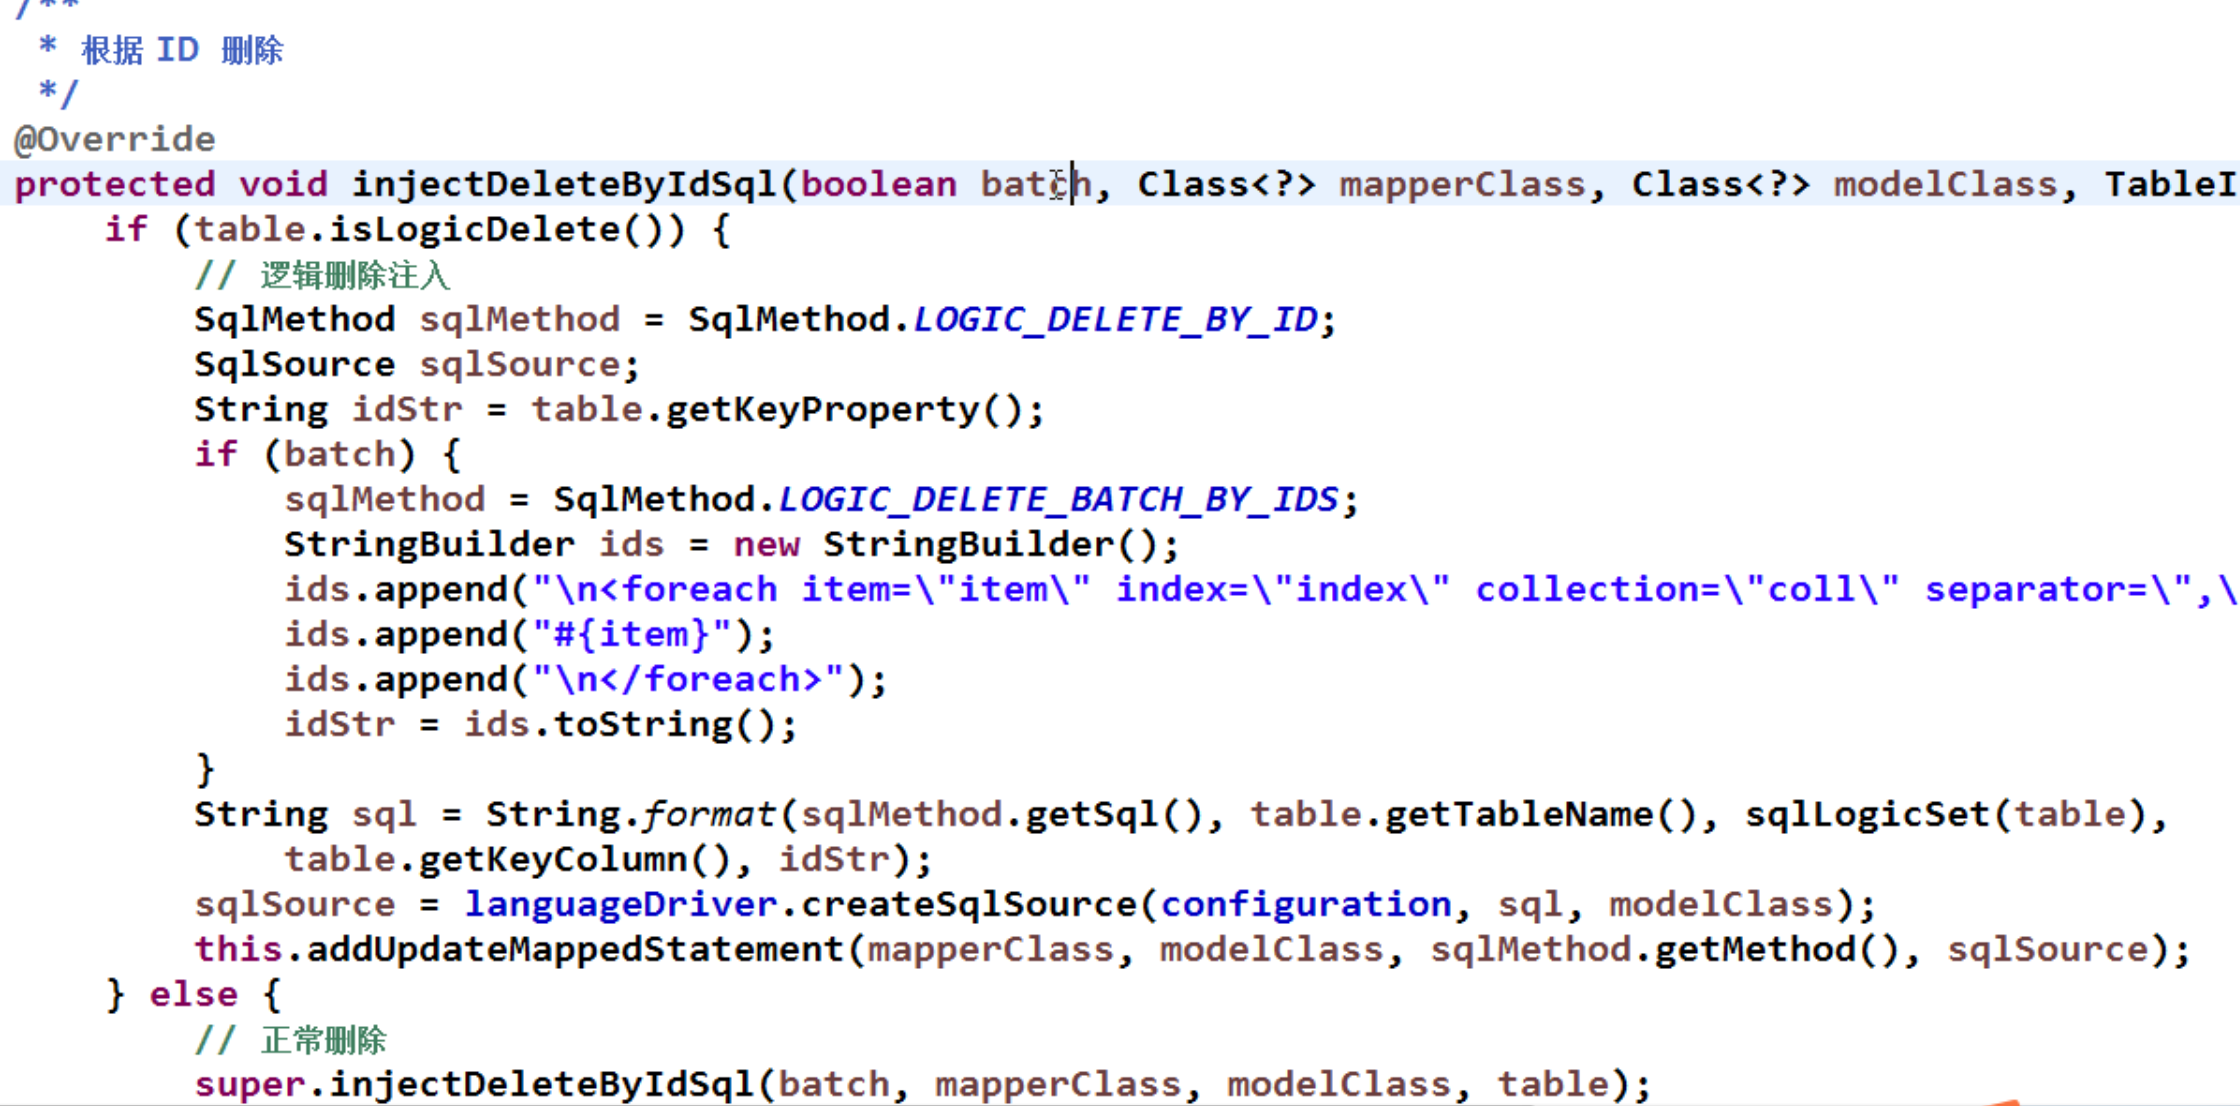 /**
 * 根据 ID 删除
 */
@Override
protected void injectDeleteByIdSql(boolean batch, Class<?> mapperClass, Class<?> modelClass, TableI
    if (table.isLogicDelete()) {
        // 逻辑删除注入
        SqlMethod sqlMethod = SqlMethod.LOGIC_DELETE_BY_ID;
        SqlSource sqlSource;
        String idStr = table.getKeyProperty();
        if (batch) {
            sqlMethod = SqlMethod.LOGIC_DELETE_BATCH_BY_IDS;
            StringBuilder ids = new StringBuilder();
            ids.append("\n<foreach item=\"item\" index=\"index\" collection=\"coll\" separator=\",\
            ids.append("#{item}");
            ids.append("\n</foreach>");
            idStr = ids.toString();
        }
        String sql = String.format(sqlMethod.getSql(), table.getTableName(), sqlLogicSet(table),
            table.getKeyColumn(), idStr);
        sqlSource = languageDriver.createSqlSource(configuration, sql, modelClass);
        this.addUpdateMappedStatement(mapperClass, modelClass, sqlMethod.getMethod(), sqlSource);
    } else {
        // 正常删除
        super.injectDeleteByIdSql(batch, mapperClass, modelClass, table);